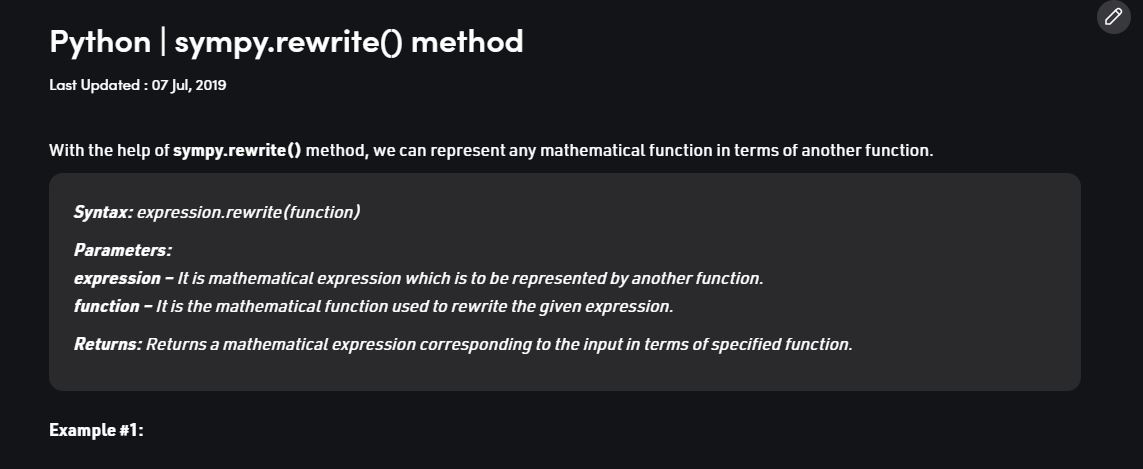 Python | sympy.rewrite() method
Last Updated : 07 Jul, 2019
With the help of sympy.rewrite() method, we can represent any mathematical function in terms of another function.
Syntax: expression.rewrite(function)
Parameters:
expression – It is mathematical expression which is to be represented by another function.
function – It is the mathematical function used to rewrite the given expression.
Returns: Returns a mathematical expression corresponding to the input in terms of specified function.
Example #1: